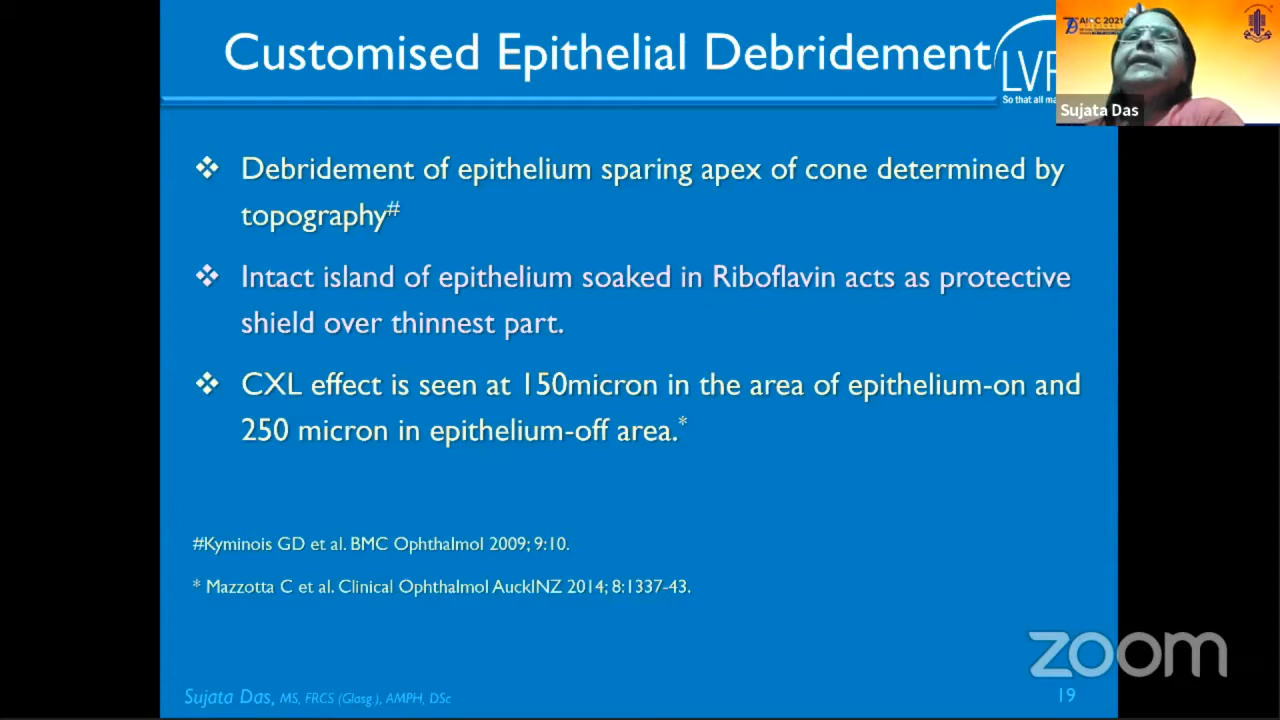 Customised Epithelial Debridement
LVP
So that all ma
AIOC 2021
Sujata Das
❖ Debridement of epithelium sparing apex of cone determined by
topography#
❖ Intact island of epithelium soaked in Riboflavin acts as protective
shield over thinnest part.
❖ CXL effect is seen at 150micron in the area of epithelium-on and
250 micron in epithelium-off area.*
#Kyminois GD et al. BMC Ophthalmol 2009; 9:10.
* Mazzotta C et al. Clinical Ophthalmol AucklNZ 2014; 8:1337-43.
zoom
Sujata Das, MS, FRCS (Glasg.), AMPH, DSc
19